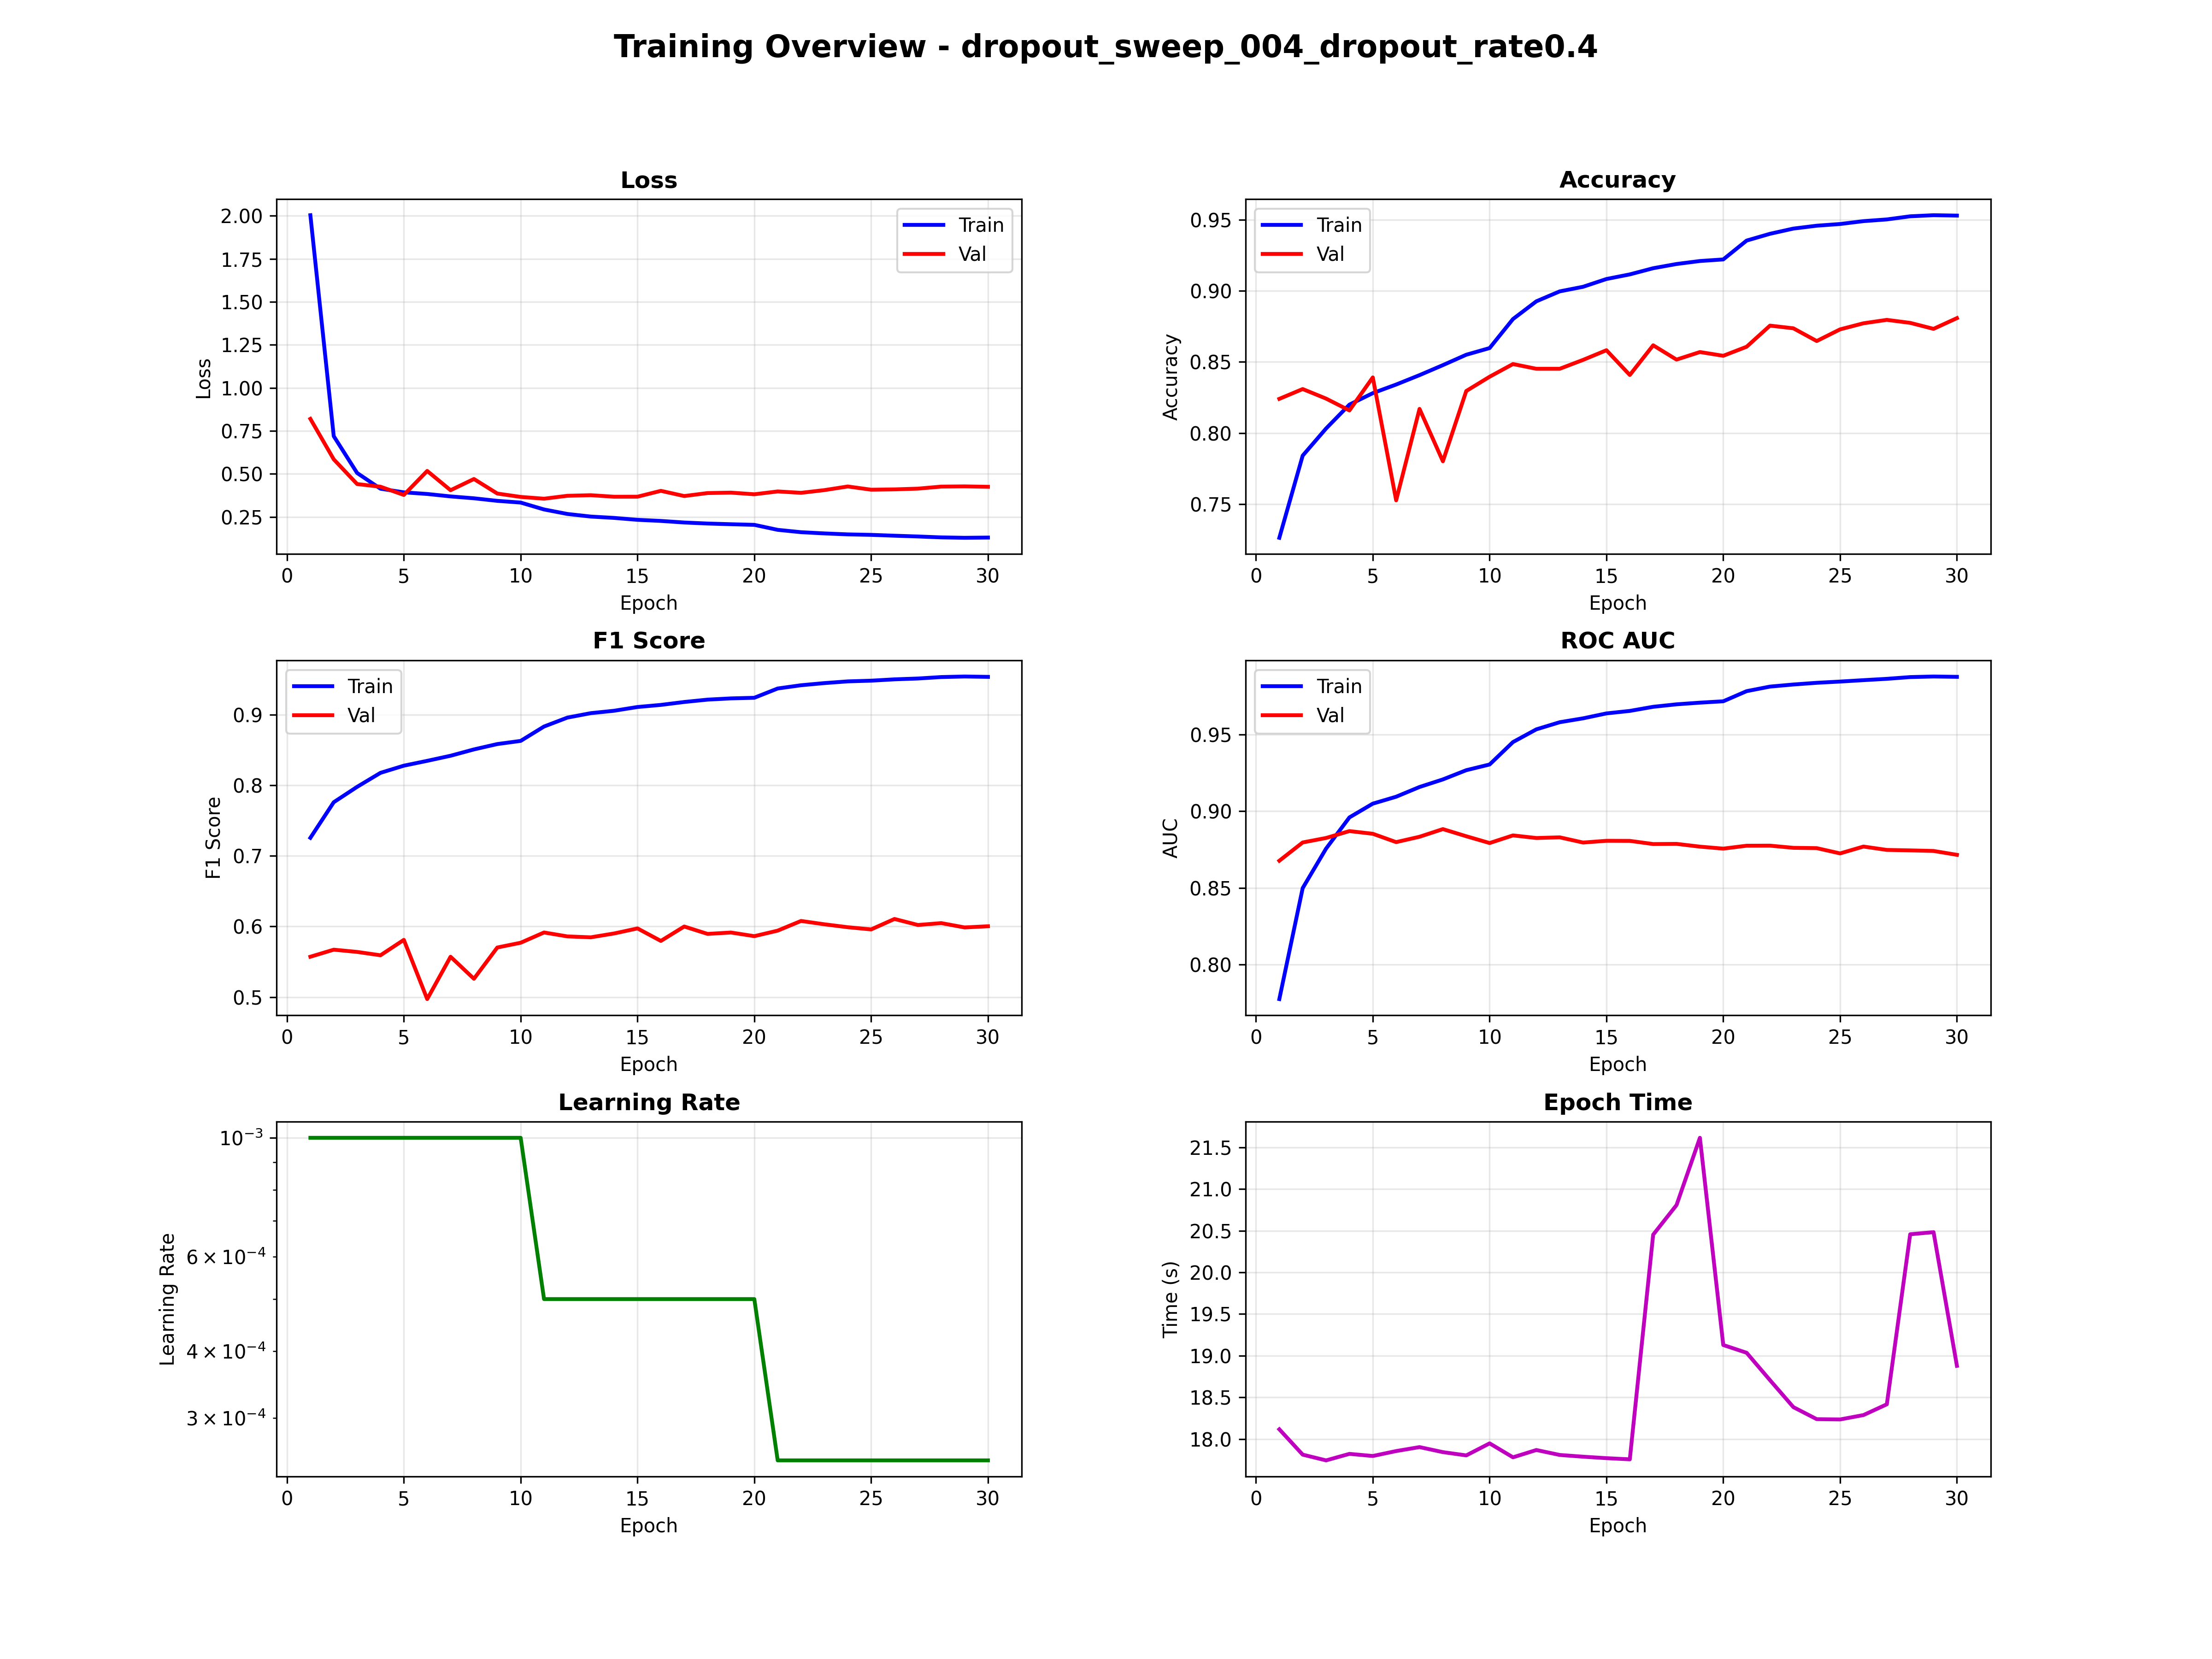 Training Overview - dropout_sweep_004_dropout_rate0.4
Loss
Loss
2.00
1.75
1.50
1.25
1.00
0.75
0.50
0.25
Train
Val
0 5 10 15 20 25 30
Epoch
Accuracy
Accuracy
0.95
0.90
0.85
0.80
0.75
Train
Val
0 5 10 15 20 25 30
Epoch
F1 Score
F1 Score
0.9
0.8
0.7
0.6
0.5
Train
Val
0 5 10 15 20 25 30
Epoch
ROC AUC
AUC
0.95
0.90
0.85
0.80
Train
Val
0 5 10 15 20 25 30
Epoch
Learning Rate
Learning Rate
10⁻³
6 × 10⁻⁴
4 × 10⁻⁴
3 × 10⁻⁴
0 5 10 15 20 25 30
Epoch
Epoch Time
Time (s)
21.5
21.0
20.5
20.0
19.5
19.0
18.5
18.0
0 5 10 15 20 25 30
Epoch